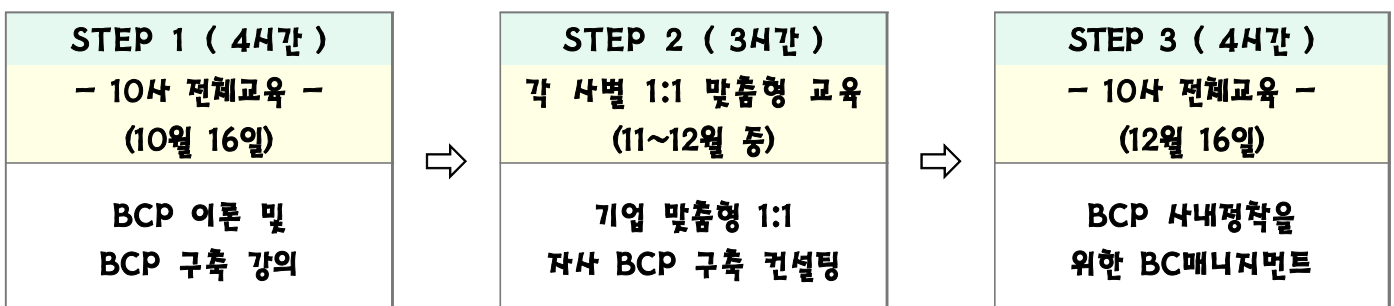 STEP 1 ( 4시간 )
- 10사 전체교육 -
(10월 16일)
BCP 이론 및
BCP 구축 강의
STEP 2 ( 3시간 )
각 사별 1:1 맞춤형 교육
(11~12월 중)
기업 맞춤형 1:1
자사 BCP 구축 컨설팅
STEP 3 ( 4시간 )
- 10사 전체교육 -
(12월 16일)
BCP 사내정착을
위한 BC매니지먼트